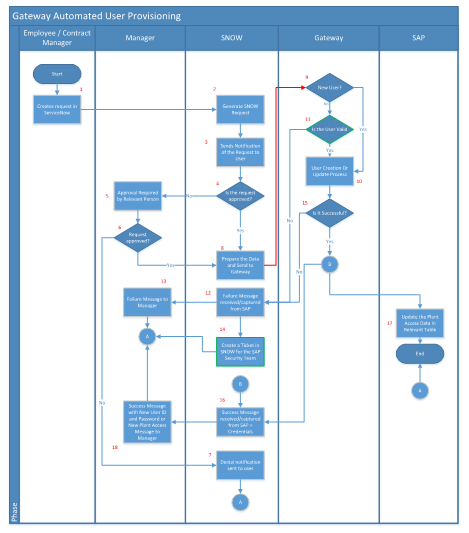 Gateway Automated User Provisioning
Employee / Contract
Manager
Manager
SNOW
Gateway
SAP
Start
1
Creates request in
ServiceNow
2
Generate SNOW
Request
3
Sends Notification
of the Request to
User
4
Is the request
approved?
No
Yes
5
Approval Required
by Relevant Person
6
Request
approved?
Yes
No
8
Prepare the Data
and Send to
Gateway
9
New User?
No
Yes
11
Is the User Valid
Yes
No
User Creation Or
Update Process
10
15
Is it Successful?
Yes
No
B
13
Failure Message to
Manager
12
Failure Message
resolved/captured
from SAP
A
14
Create a Ticket in
SNOW for the SAP
Security Team
B
16
Success Message
resolved/captured
from SAP +
Credentials
Success Message
with New User ID
and Password or
New Plant Access
Message to
Manager
18
7
Denial notification
sent to user
A
17
Update the Plant
Access Data in
Relevant Table
End
A
Phase